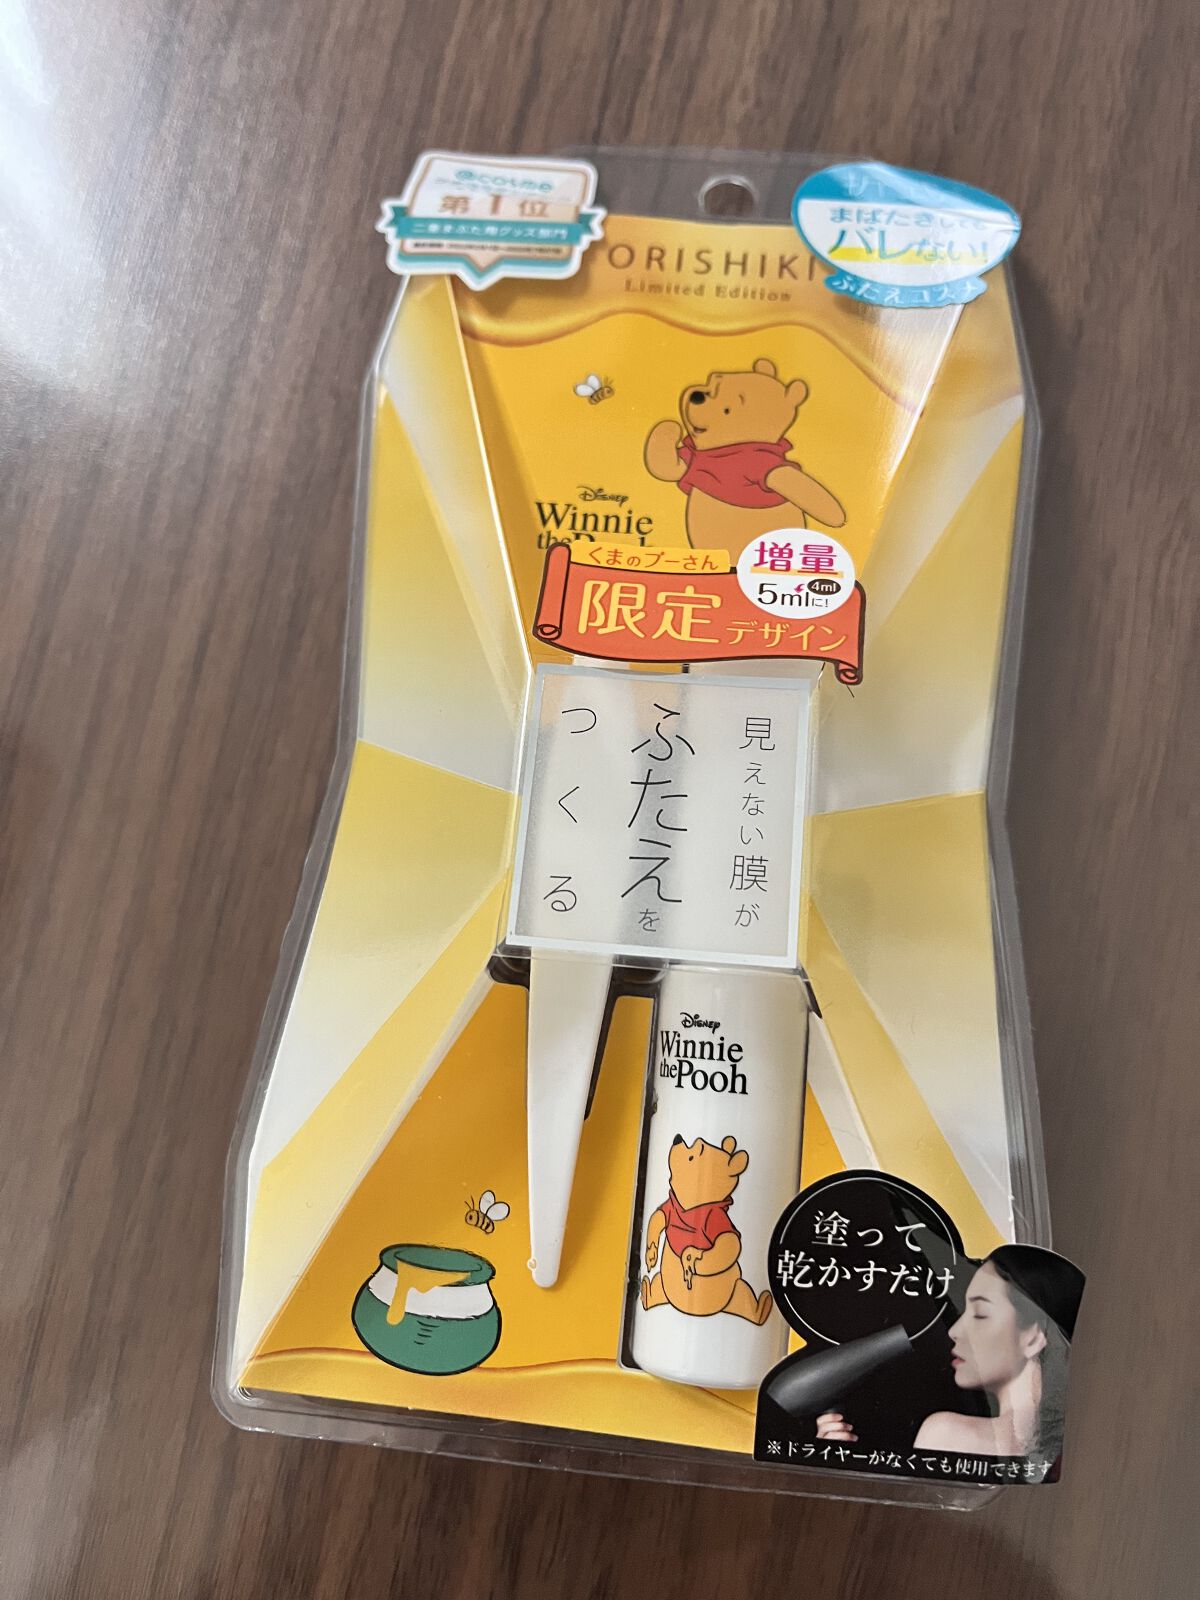 @cosme
第1位
二重まぶた用グッズ部門
まばたきしても
バレない!
ふたえコスメ
ORISHIKI
Limited Edition
Disney
Winnie
the Pooh
くまのプーさん
限定デザイン
増量
4ml
5mlに!
見えない膜が
ふたえを
つくる
Disney
Winnie
the Pooh
塗って
乾かすだけ
※ドライヤーがなくても使用できます